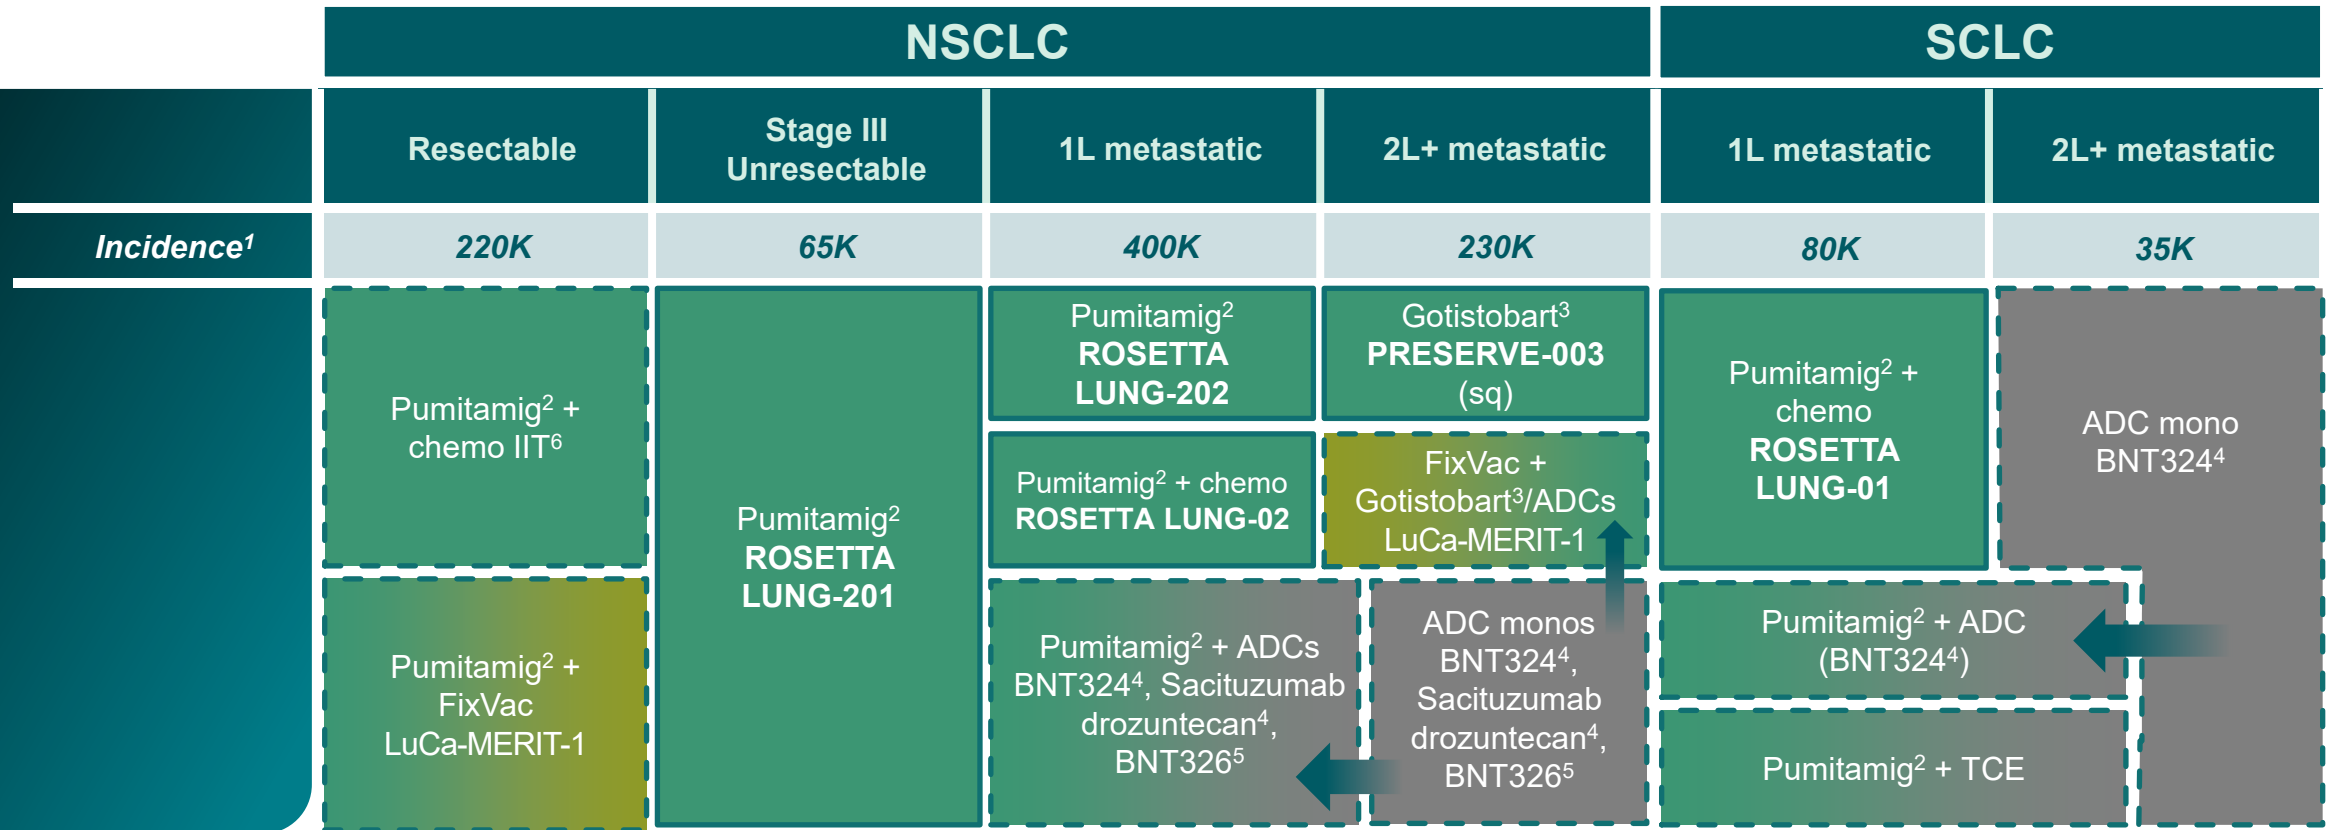 NSCLC
SCLC
Resectable
Stage III
Unresectable
1L metastatic
2L+ metastatic
1L metastatic
2L+ metastatic
Incidence¹
220K
65K
400K
230K
80K
35K
Pumitamig² +
chemo IIT⁶
Pumitamig² +
FixVac
LuCa-MERIT-1
Pumitamig²
ROSETTA
LUNG-201
Pumitamig²
ROSETTA
LUNG-202
Pumitamig² + chemo
ROSETTA LUNG-02
Pumitamig² + ADCs
BNT324⁴, Sacituzumab
drozuntecan⁴,
BNT326⁵
Gotistobart³
PRESERVE-003
(sq)
FixVac +
Gotistobart³/ADCs
LuCa-MERIT-1
ADC monos
BNT324⁴,
Sacituzumab
drozuntecan⁴,
BNT326⁵
Pumitamig² +
chemo
ROSETTA
LUNG-01
Pumitamig² + ADC
(BNT324⁴)
Pumitamig² + TCE
ADC mono
BNT324⁴